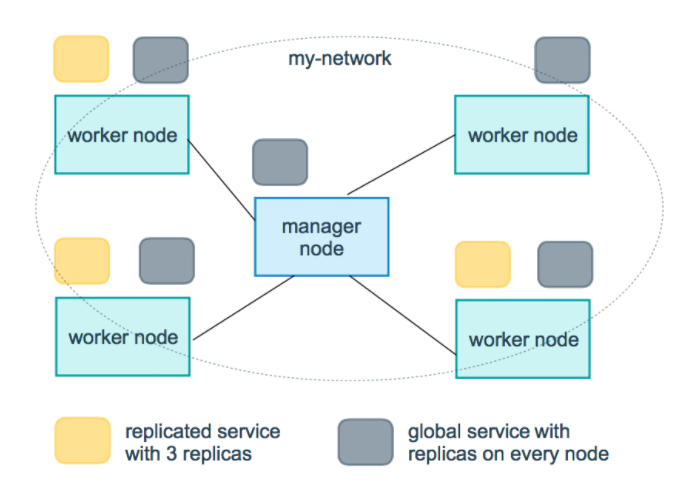 my-network
worker node
worker node
manager
node
worker node
worker node
replicated service
with 3 replicas
global service with
replicas on every node